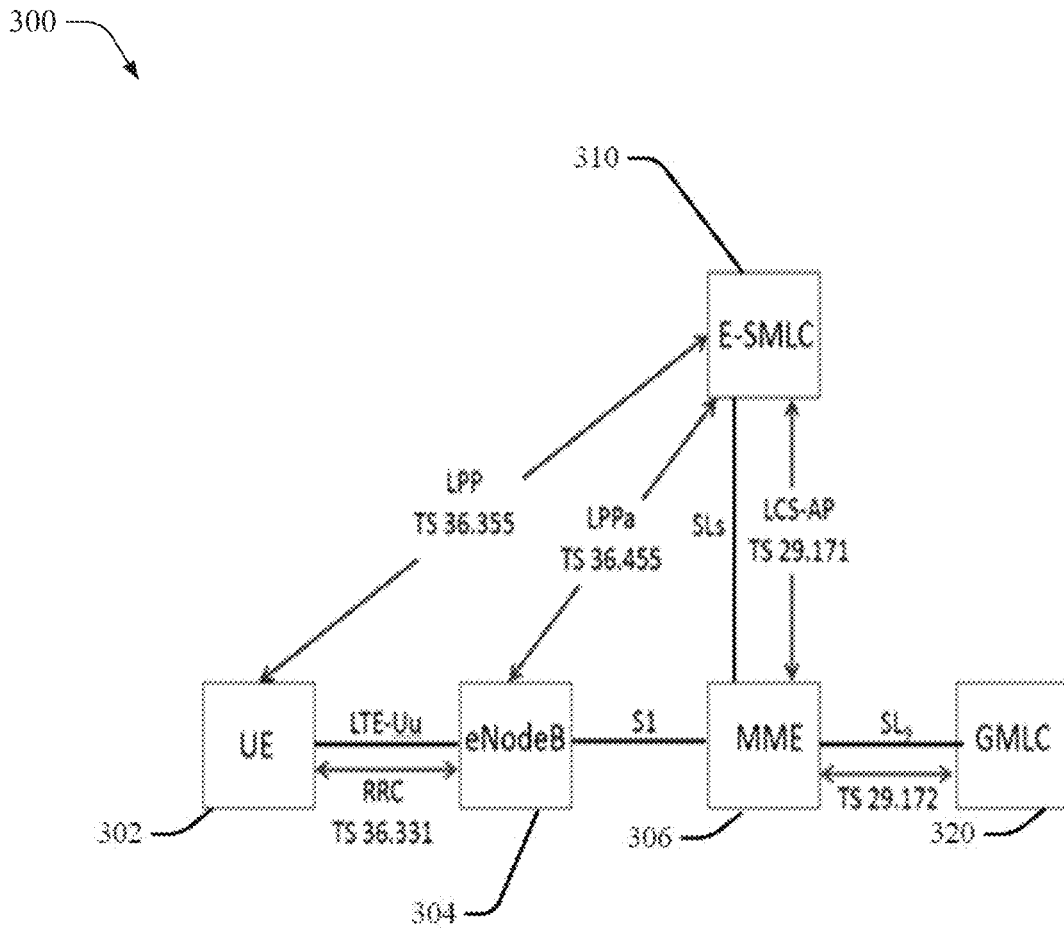 300
310
E-SMLC
LPP
TS 36.355
LPPa
TS 36.455
SLs
LCS-AP
TS 29.171
UE
LTE-Uu
RRC
TS 36.331
eNodeB
S1
MME
SLs
TS 29.172
GMLC
302
304
306
320